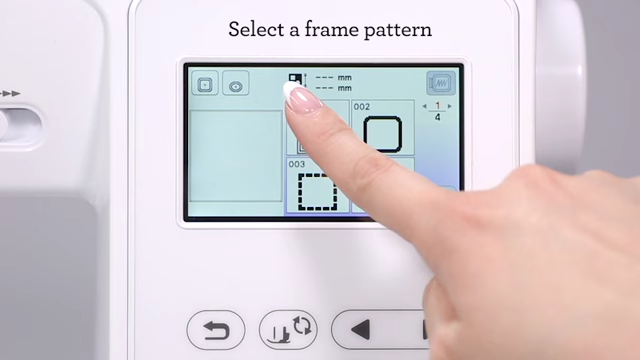 Select a frame pattern
--- mm
--- mm
002
1
4
003